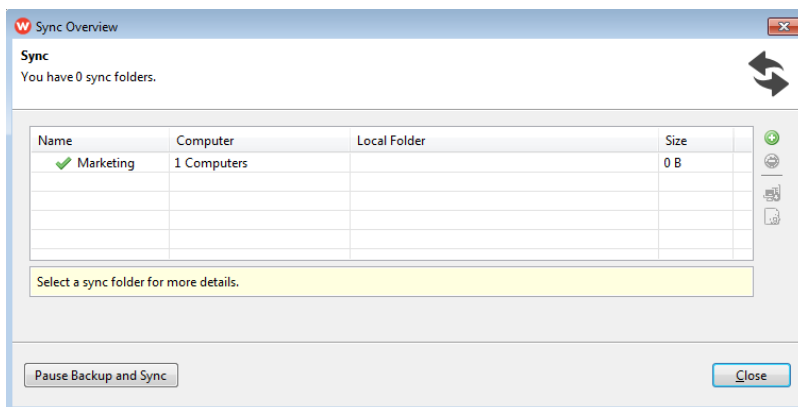 Sync Overview
Sync
You have 0 sync folders.
Name Computer Local Folder Size
Marketing 1 Computers 0 B
Select a sync folder for more details.
Pause Backup and Sync Close